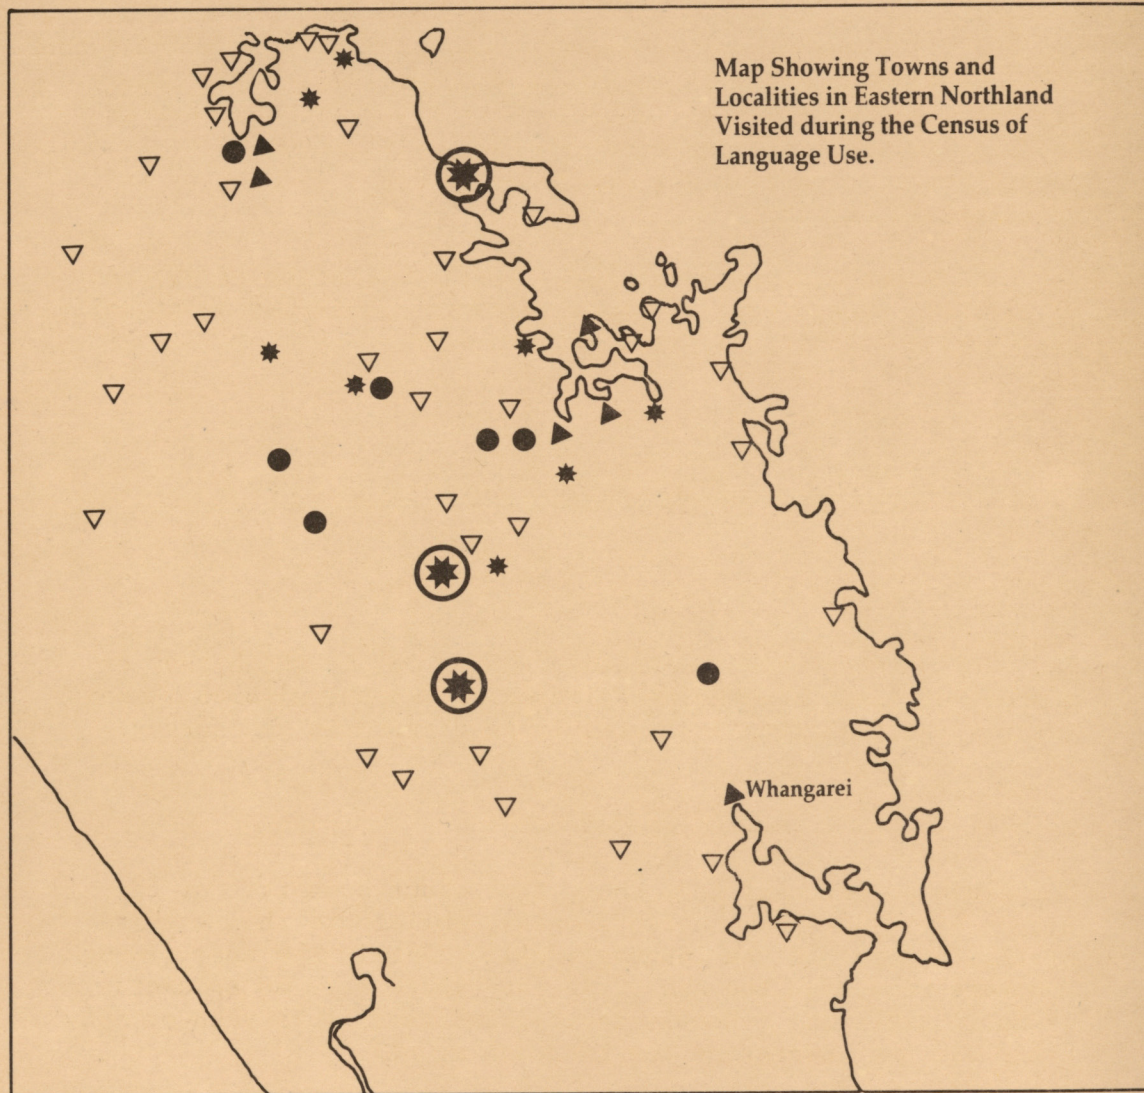 Map Showing Towns and
Localities in Eastern Northland
Visited during the Census of
Language Use.
Whangarei